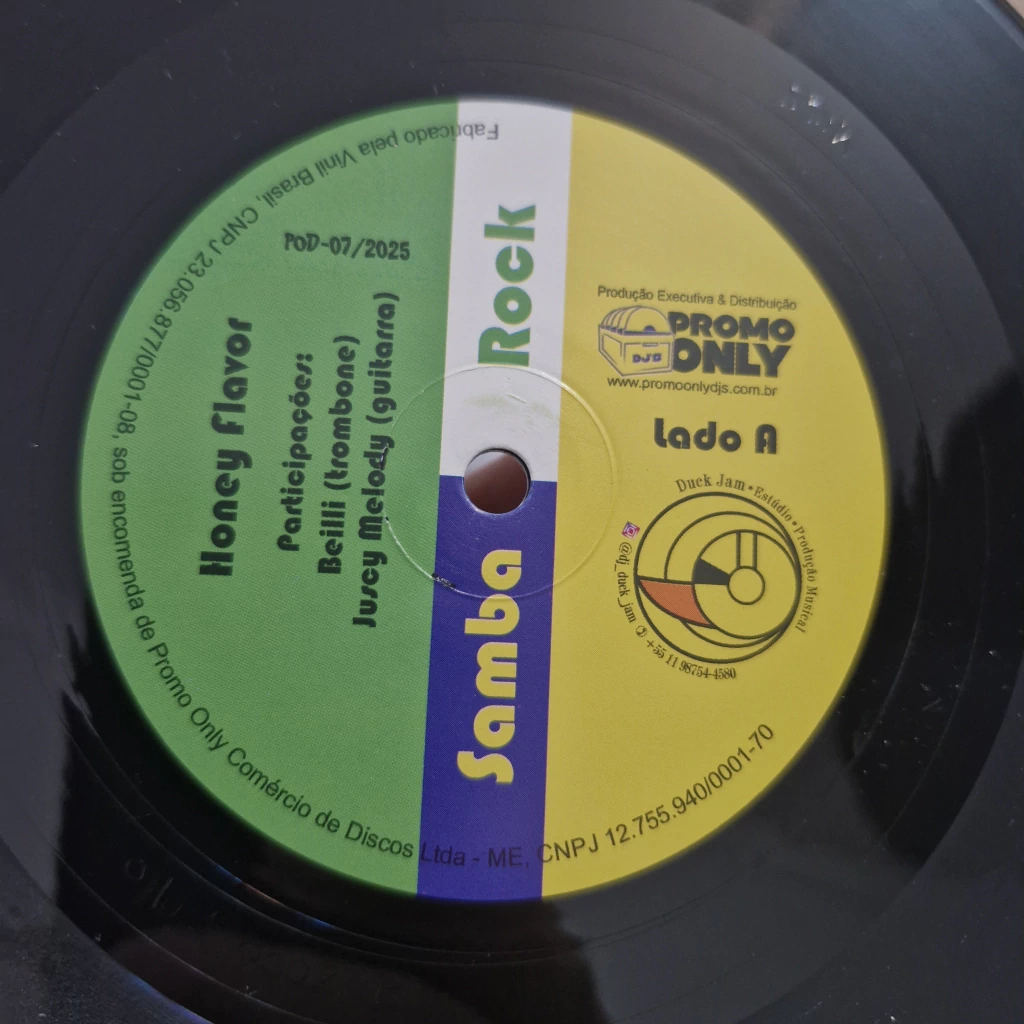 Samba Rock
Honey Flavor
Participações:
Beilli (trombone)
Juscy Melody (guitarra)
POD-07/2025
Produção Executiva & Distribuição
PROMO
ONLY
DJ'S
www.promoonlydjs.com.br
Lado A
Duck Jam • Estúdio • Produção Musical
@dj_duck_jam +55 11 98754-4580
Fabricado pela Vinil Brasil, CNPJ 23.056.877/0001-08, sob encomenda de Promo Only Comércio de Discos Ltda - ME, CNPJ 12.755.940/0001-70